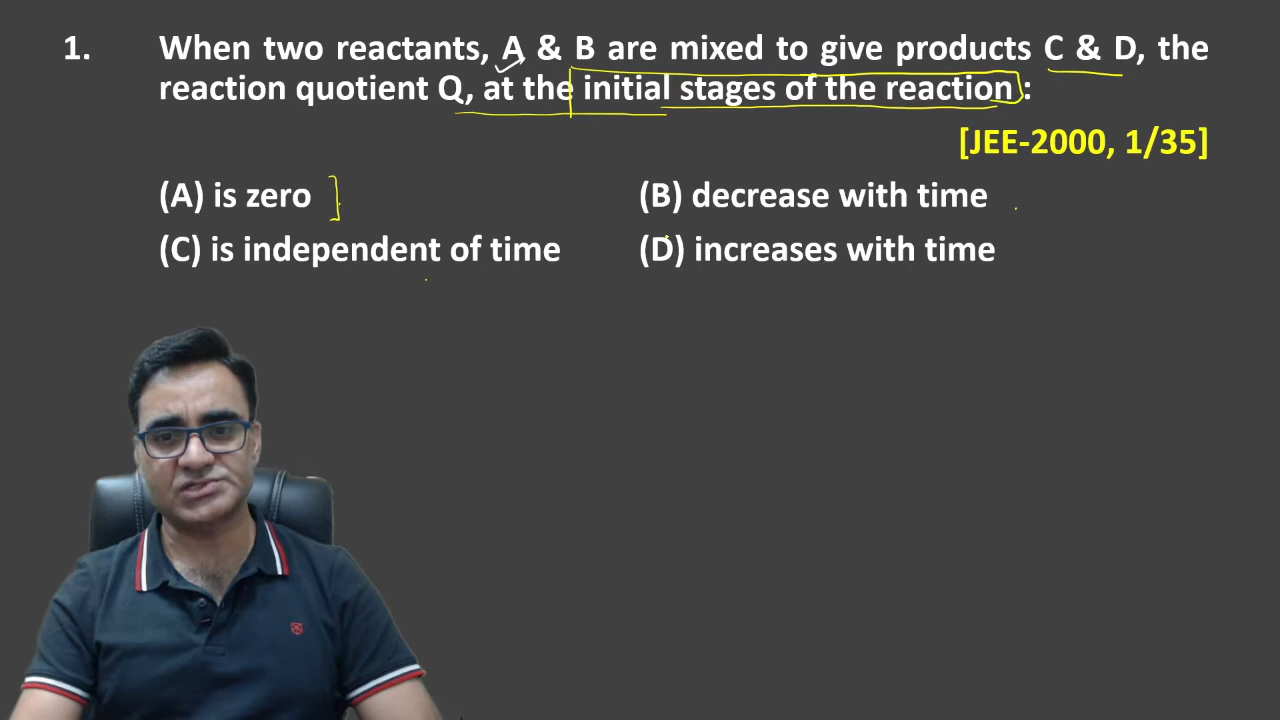 1. When two reactants, A & B are mixed to give products C & D, the
reaction quotient Q, at the initial stages of the reaction :
[JEE-2000, 1/35]
(A) is zero (B) decrease with time
(C) is independent of time (D) increases with time